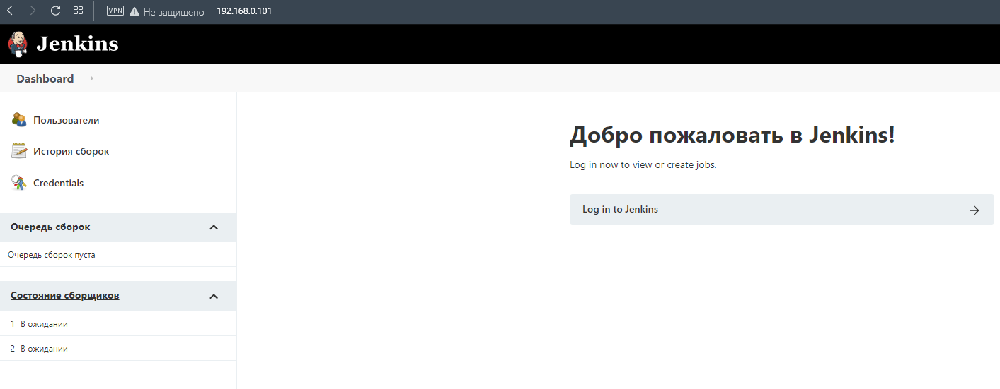 VPN Не защищено 192.168.0.101
Jenkins
Dashboard
Пользователи
История сборок
Credentials
Очередь сборок
Очередь сборок пуста
Состояние сборщиков
1 В ожидании
2 В ожидании
Добро пожаловать в Jenkins!
Log in now to view or create jobs.
Log in to Jenkins